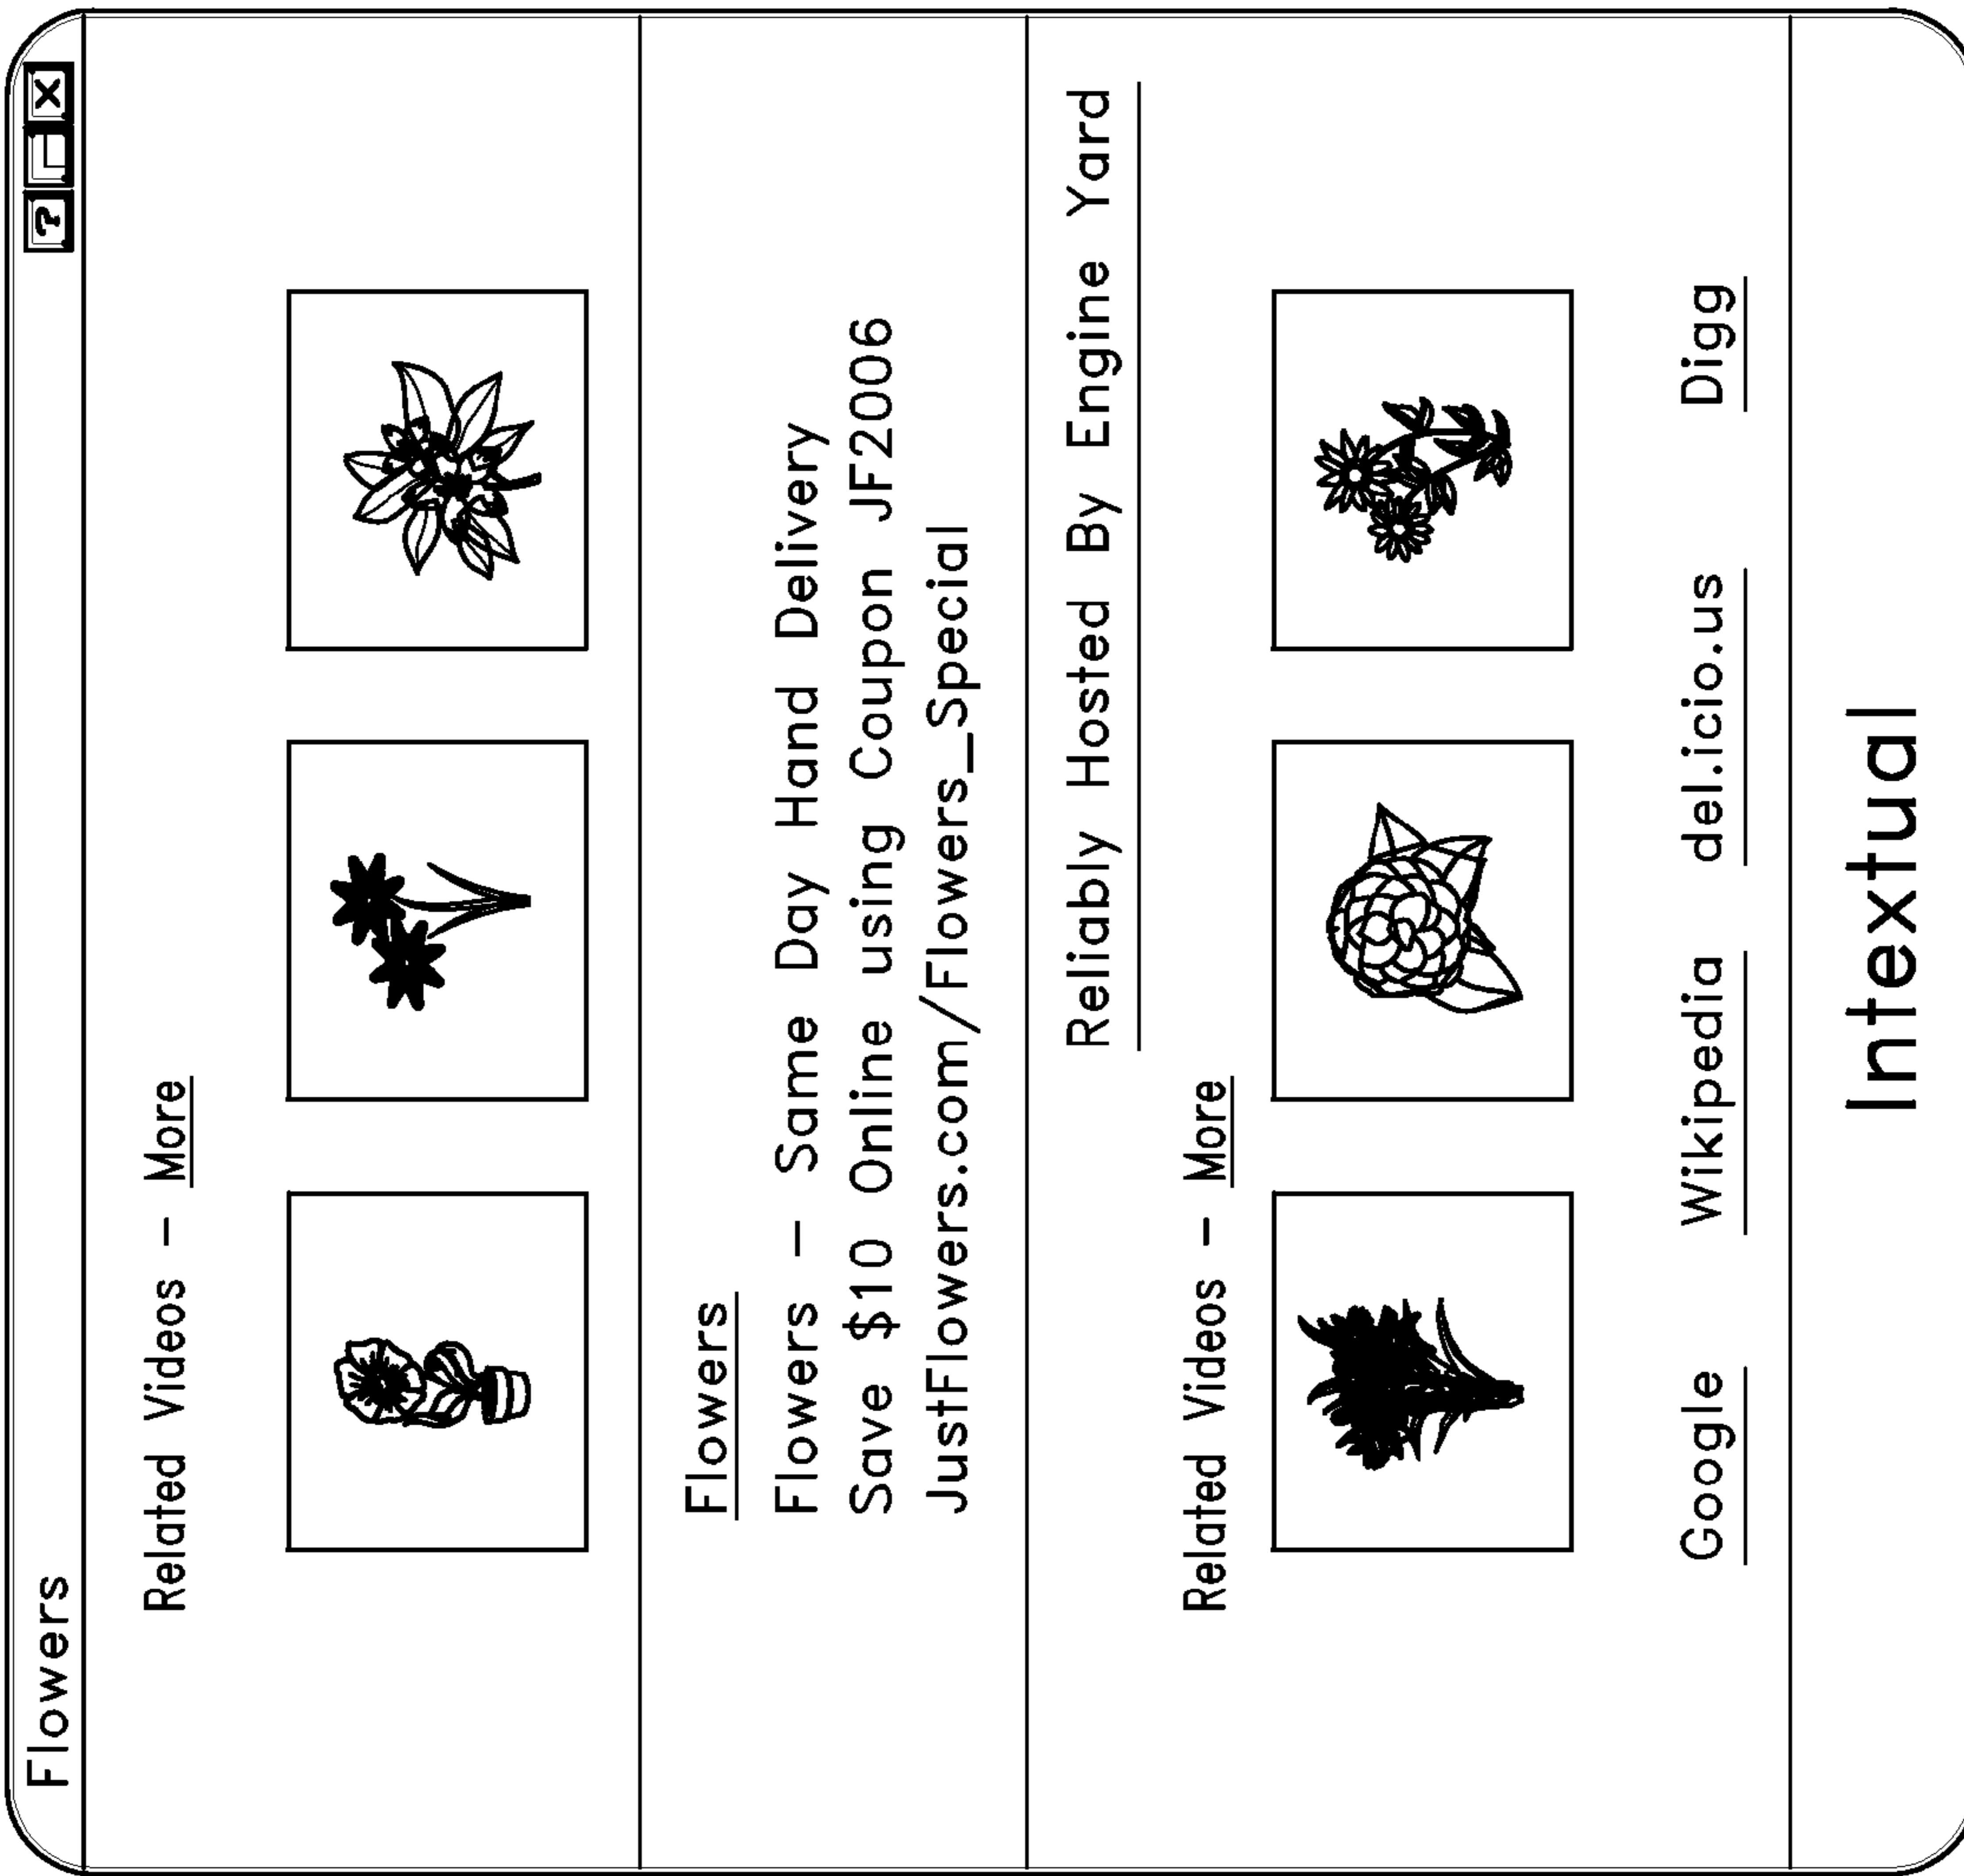 Flowers ? X
Related Videos - More
Flowers
Flowers - Same Day Hand Delivery
Save $10 Online using Coupon JF2006
JustFlowers.com/Flowers_Special
Reliably Hosted By Engine Yard
Related Videos - More
Google Wikipedia del.icio.us Digg
Intextual